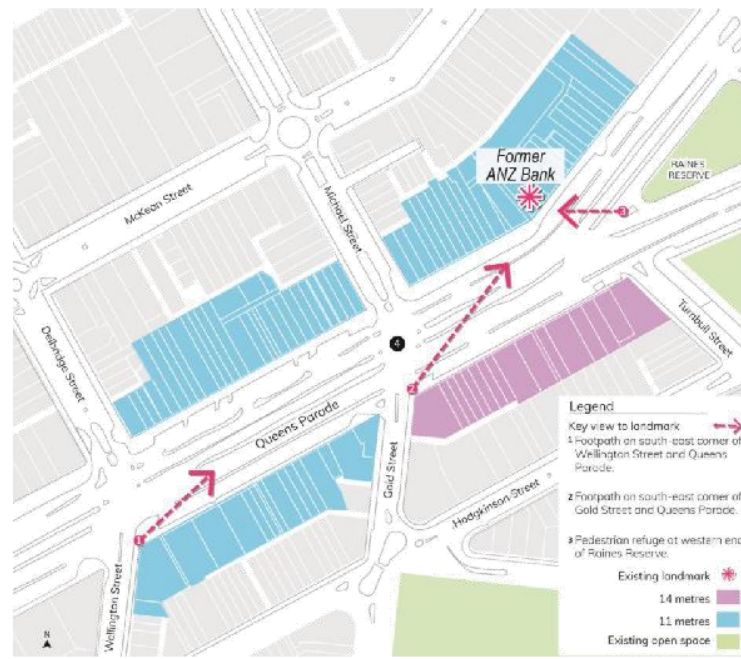 Former
ANZ Bank
RAINES
RESERVE
3
McKean Street
Michael Street
Delbridge Street
Turnbull Street
4
2
Queens Parade
Gold Street
Hodgkinson Street
1
Wellington Street
N
Legend
Key view to landmark
1 Footpath on south-east corner of
Wellington Street and Queens
Parade.
2 Footpath on south-east corner of
Gold Street and Queens Parade.
3 Pedestrian refuge at western end
of Raines Reserve.
Existing landmark
14 metres
11 metres
Existing open space